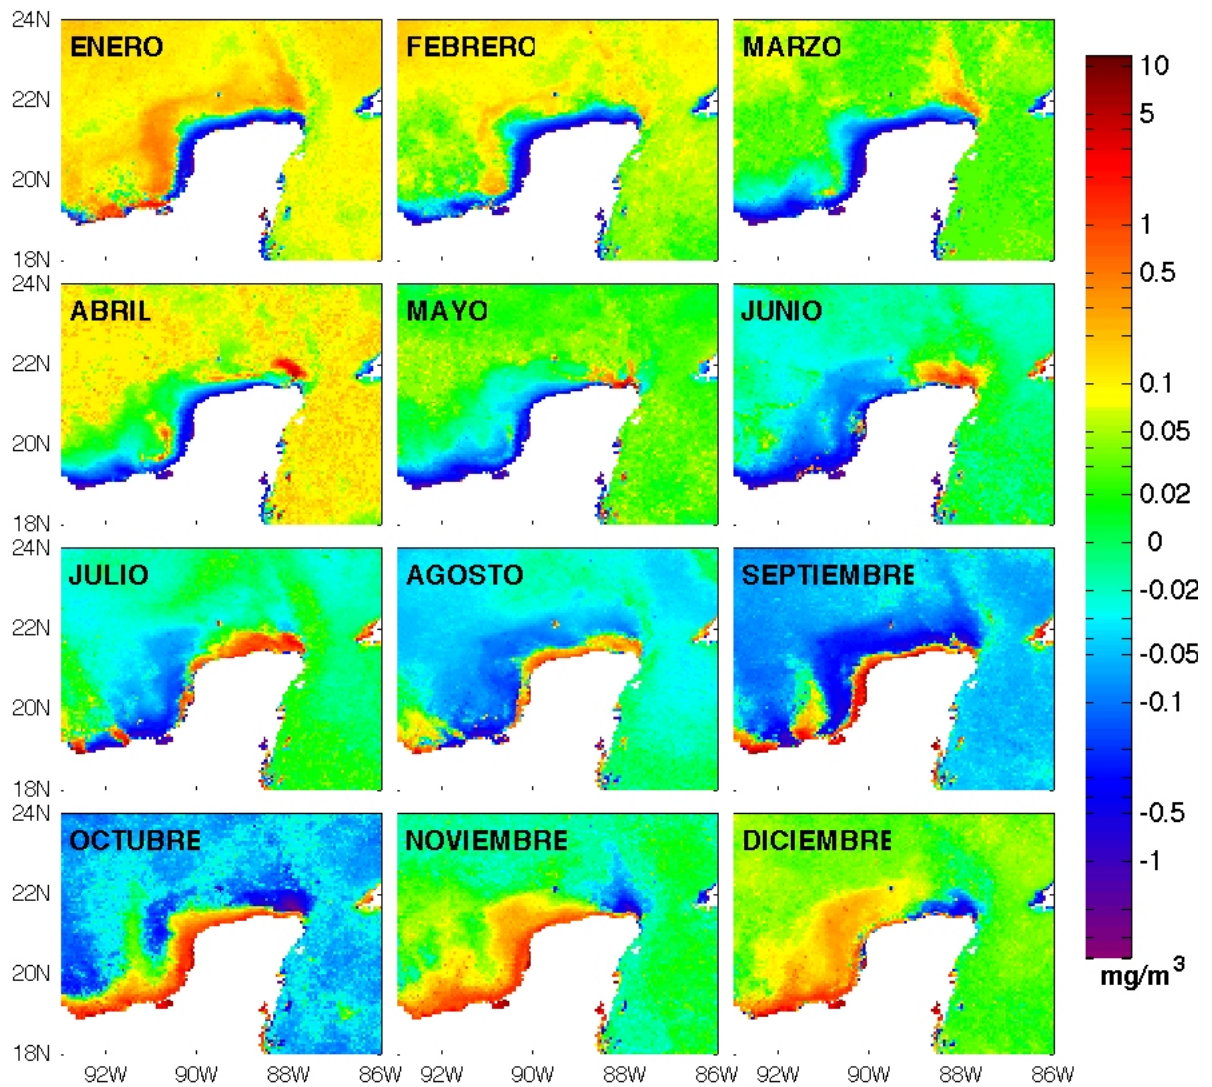 24N
22N
20N
18N
ENERO
FEBRERO
MARZO
24N
22N
20N
18N
ABRIL
MAYO
JUNIO
24N
22N
20N
18N
JULIO
AGOSTO
SEPTIEMBRE
24N
22N
20N
18N
OCTUBRE
NOVIEMBRE
DICIEMBRE
92W 90W 88W 86W 92W 90W 88W 86W 92W 90W 88W 86W
10
5
1
0.5
0.1
0.05
0.02
0
-0.02
-0.05
-0.1
-0.5
-1
mg/m³